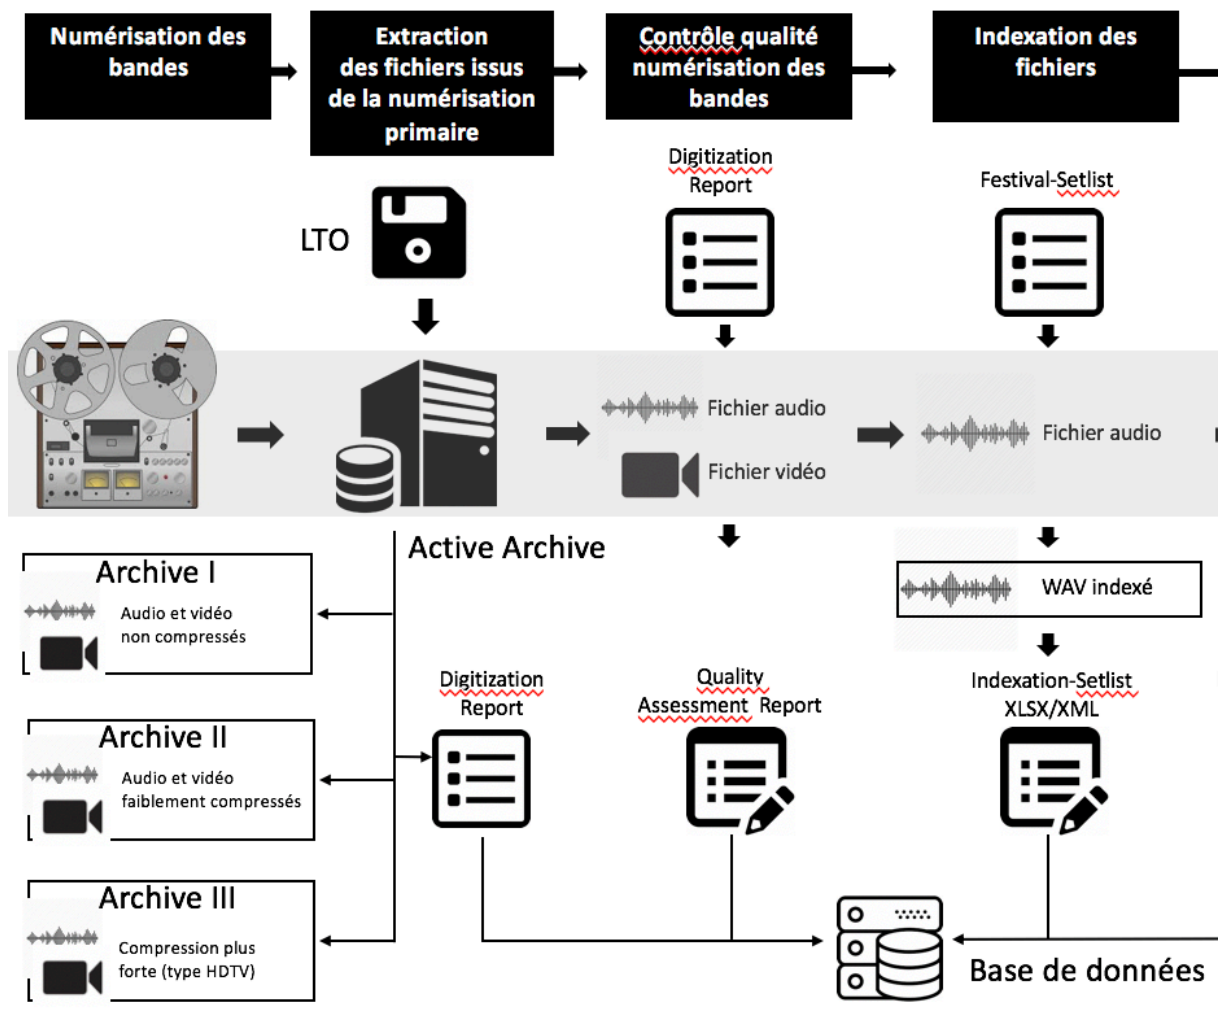 Numérisation des
bandes
Extraction
des fichiers issus
de la numérisation
primaire
Contrôle qualité
numérisation des
bandes
Indexation des
fichiers
LTO
Digitization
Report
Festival-Setlist
Fichier audio
Fichier vidéo
Fichier audio
Active Archive
Archive I
Audio et vidéo
non compressés
WAV indexé
Archive II
Audio et vidéo
faiblement compressés
Digitization
Report
Quality
Assessment Report
Indexation-Setlist
XLSX/XML
Archive III
Compression plus
forte (type HDTV)
Base de données